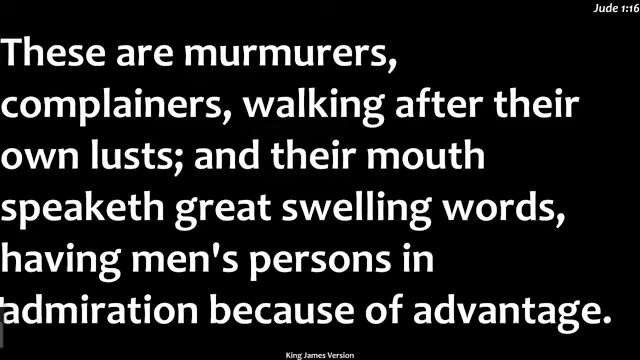 Jude 1:16
These are murmurers,
complainers, walking after their
own lusts; and their mouth
speaketh great swelling words,
having men's persons in
admiration because of advantage.
King James Version